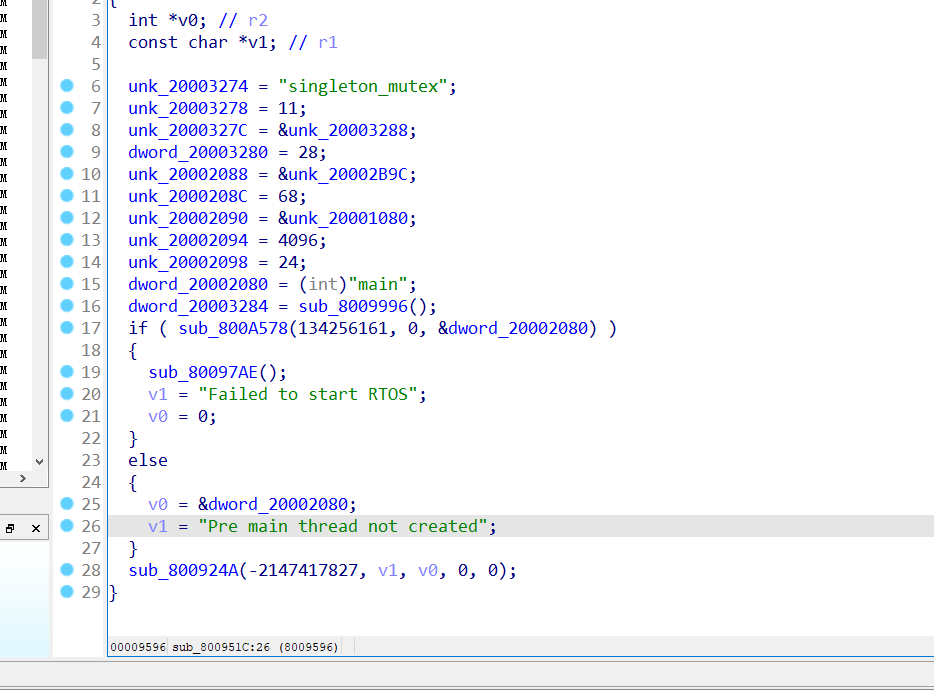 2 {
3 int *v0; // r2
4 const char *v1; // r1
5
6 unk_20003274 = "singleton_mutex";
7 unk_20003278 = 11;
8 unk_2000327C = &unk_20003288;
9 dword_20003280 = 28;
10 unk_20002088 = &unk_20002B9C;
11 unk_2000208C = 68;
12 unk_20002090 = &unk_20001080;
13 unk_20002094 = 4096;
14 unk_20002098 = 24;
15 dword_20002080 = (int)"main";
16 dword_20003284 = sub_8009996();
17 if ( sub_800A578(134256161, 0, &dword_20002080) )
18 {
19 sub_80097AE();
20 v1 = "Failed to start RTOS";
21 v0 = 0;
22 }
23 else
24 {
25 v0 = &dword_20002080;
26 v1 = "Pre main thread not created";
27 }
28 sub_800924A(-2147417827, v1, v0, 0, 0);
29 }
00009596 sub_800951C:26 (8009596)